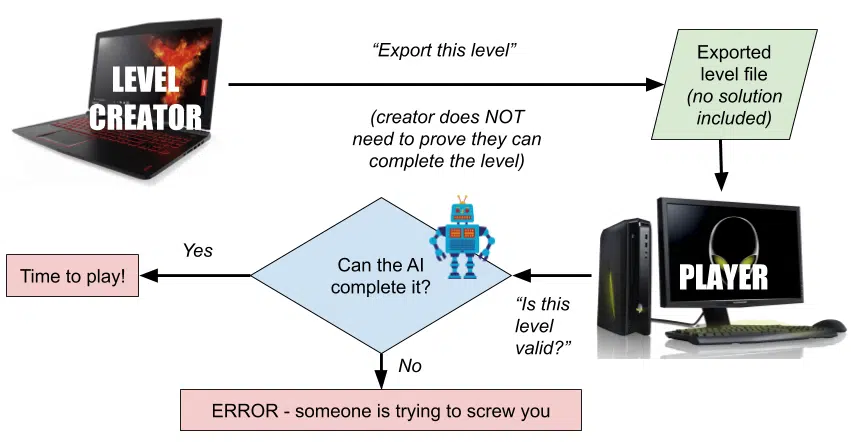 LEVEL
CREATOR
“Export this level”
(creator does NOT
need to prove they can
complete the level)
Exported
level file
(no solution
included)
PLAYER
“Is this
level
valid?”
Can the AI
complete it?
Yes
Time to play!
No
ERROR - someone is trying to screw you